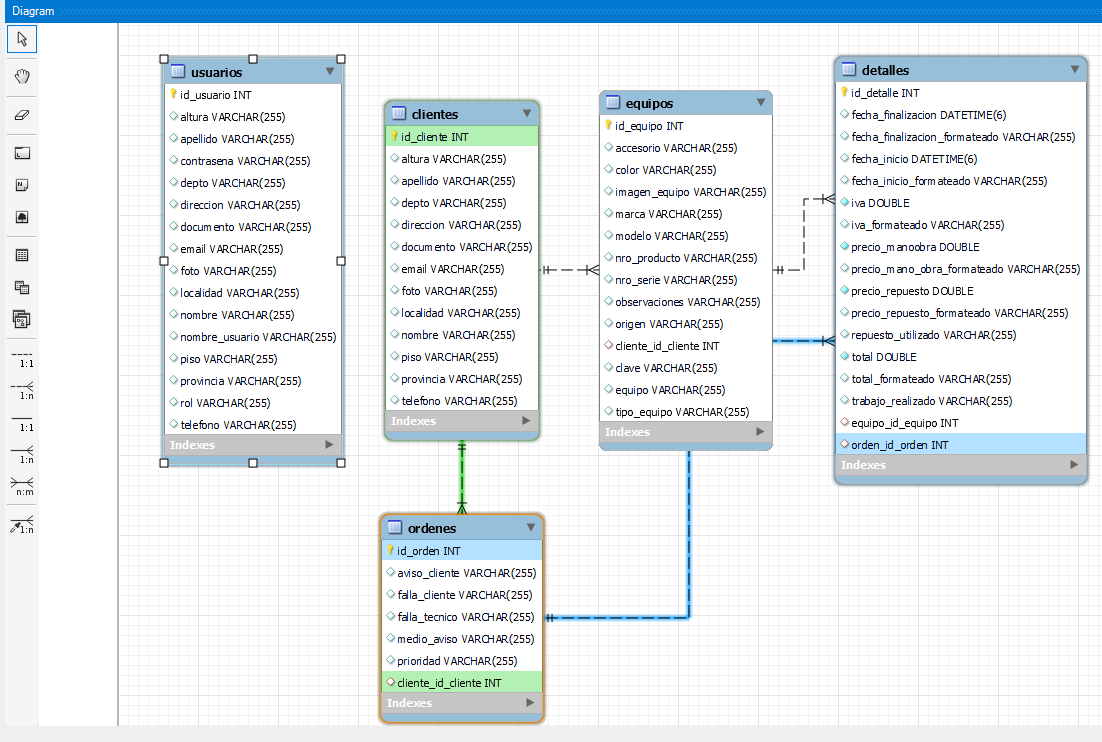 Diagram
usuarios
id_usuario INT
altura VARCHAR(255)
apellido VARCHAR(255)
contrasena VARCHAR(255)
depto VARCHAR(255)
direccion VARCHAR(255)
documento VARCHAR(255)
email VARCHAR(255)
foto VARCHAR(255)
localidad VARCHAR(255)
nombre VARCHAR(255)
nombre_usuario VARCHAR(255)
piso VARCHAR(255)
provincia VARCHAR(255)
rol VARCHAR(255)
telefono VARCHAR(255)
Indexes
clientes
id_cliente INT
altura VARCHAR(255)
apellido VARCHAR(255)
depto VARCHAR(255)
direccion VARCHAR(255)
documento VARCHAR(255)
email VARCHAR(255)
foto VARCHAR(255)
localidad VARCHAR(255)
nombre VARCHAR(255)
piso VARCHAR(255)
provincia VARCHAR(255)
telefono VARCHAR(255)
Indexes
equipos
id_equipo INT
accesorio VARCHAR(255)
color VARCHAR(255)
imagen_equipo VARCHAR(255)
marca VARCHAR(255)
modelo VARCHAR(255)
nro_producto VARCHAR(255)
nro_serie VARCHAR(255)
observaciones VARCHAR(255)
origen VARCHAR(255)
cliente_id_cliente INT
clave VARCHAR(255)
equipo VARCHAR(255)
tipo_equipo VARCHAR(255)
Indexes
detalles
id_detalle INT
fecha_finalizacion DATETIME(6)
fecha_finalizacion_formateado VARCHAR(255)
fecha_inicio DATETIME(6)
fecha_inicio_formateado VARCHAR(255)
iva DOUBLE
iva_formateado VARCHAR(255)
precio_manoobra DOUBLE
precio_mano_obra_formateado VARCHAR(255)
precio_repuesto DOUBLE
precio_repuesto_formateado VARCHAR(255)
repuesto_utilizado VARCHAR(255)
total DOUBLE
total_formateado VARCHAR(255)
trabajo_realizado VARCHAR(255)
equipo_id_equipo INT
orden_id_orden INT
Indexes
ordenes
id_orden INT
aviso_cliente VARCHAR(255)
falla_cliente VARCHAR(255)
falla_tecnico VARCHAR(255)
medio_aviso VARCHAR(255)
prioridad VARCHAR(255)
cliente_id_cliente INT
Indexes
1:1
1:n
1:1
1:n
n:m
1:n